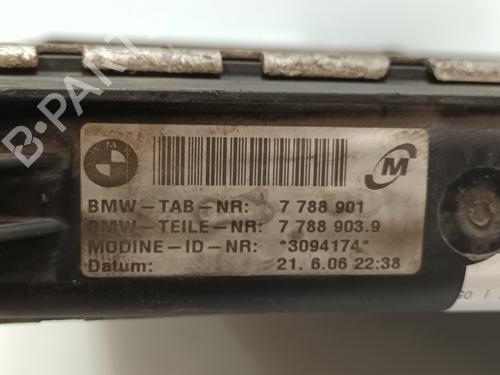 B-PARTS
M
BMW-TAB-NR: 7 788 901
BMW-TEILE-NR: 7 788 903.9
MODINE-ID-NR: *3094174*
Datum: 21. 6.06 22:38